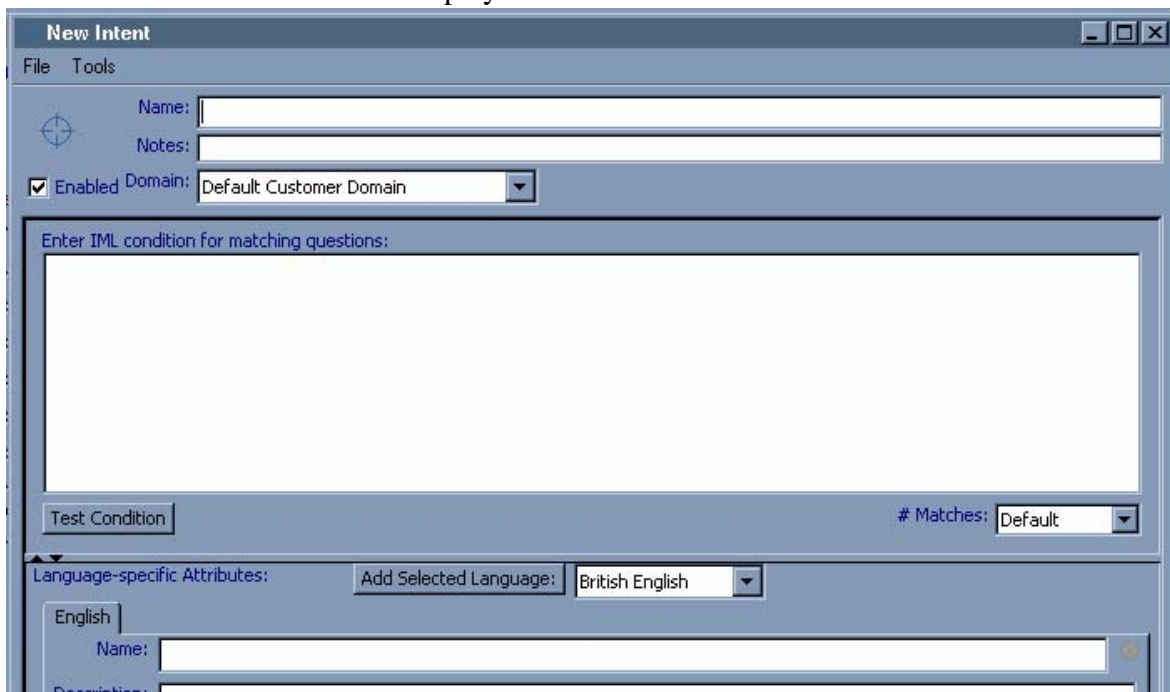 New Intent
File Tools
Name:
Notes:
Enabled Domain: Default Customer Domain
Enter IML condition for matching questions:
Test Condition # Matches: Default
Language-specific Attributes: Add Selected Language: British English
English
Name: